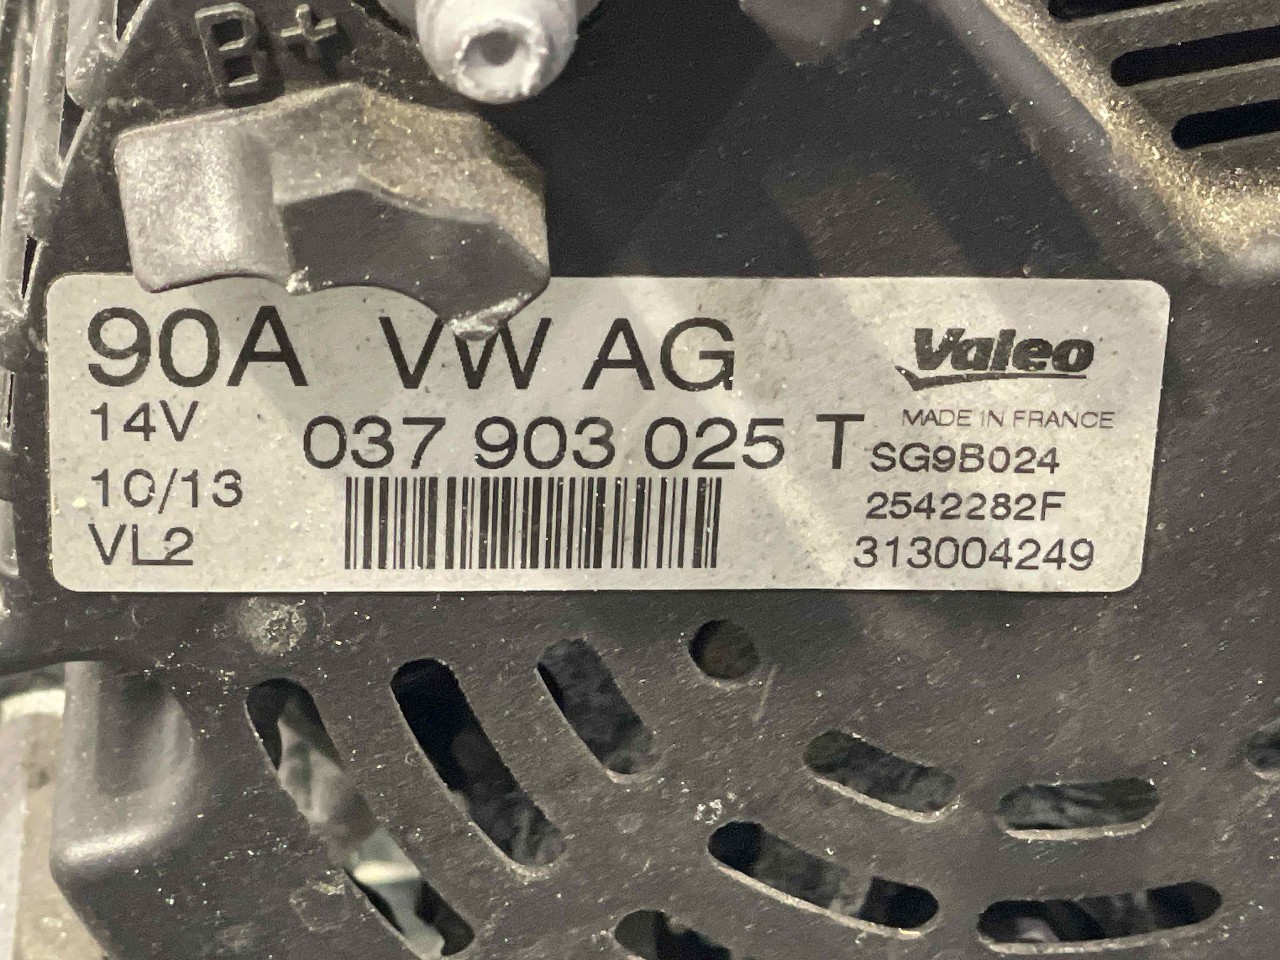 B+
90A VW AG
Valeo
14V
037 903 025 T
MADE IN FRANCE
SG9B024
10/13
2542282F
VL2
313004249